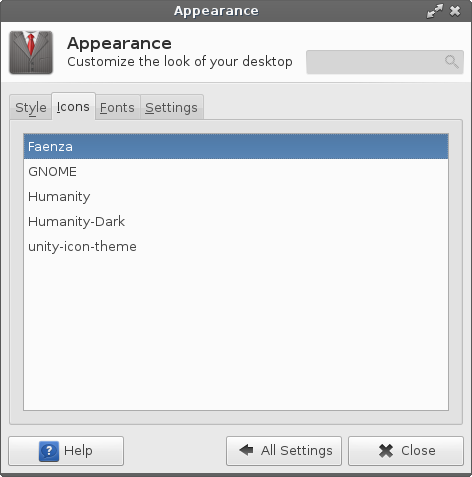 Appearance
Appearance
Customize the look of your desktop
Style Icons Fonts Settings
Faenza
GNOME
Humanity
Humanity-Dark
unity-icon-theme
? Help All Settings Close